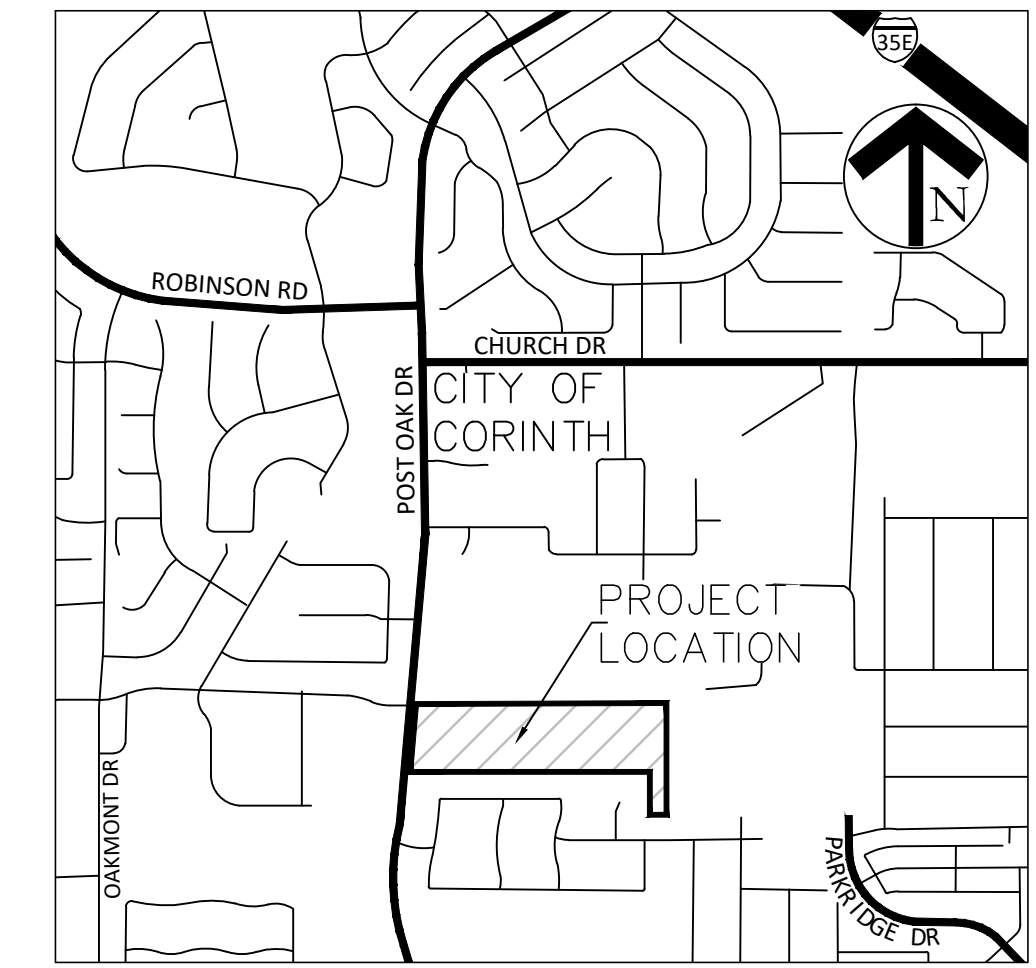 35E
N
ROBINSON RD
CHURCH DR
POST OAK DR
CITY OF
CORINTH
PROJECT
LOCATION
OAKMONT DR
PARKRIDGE DR